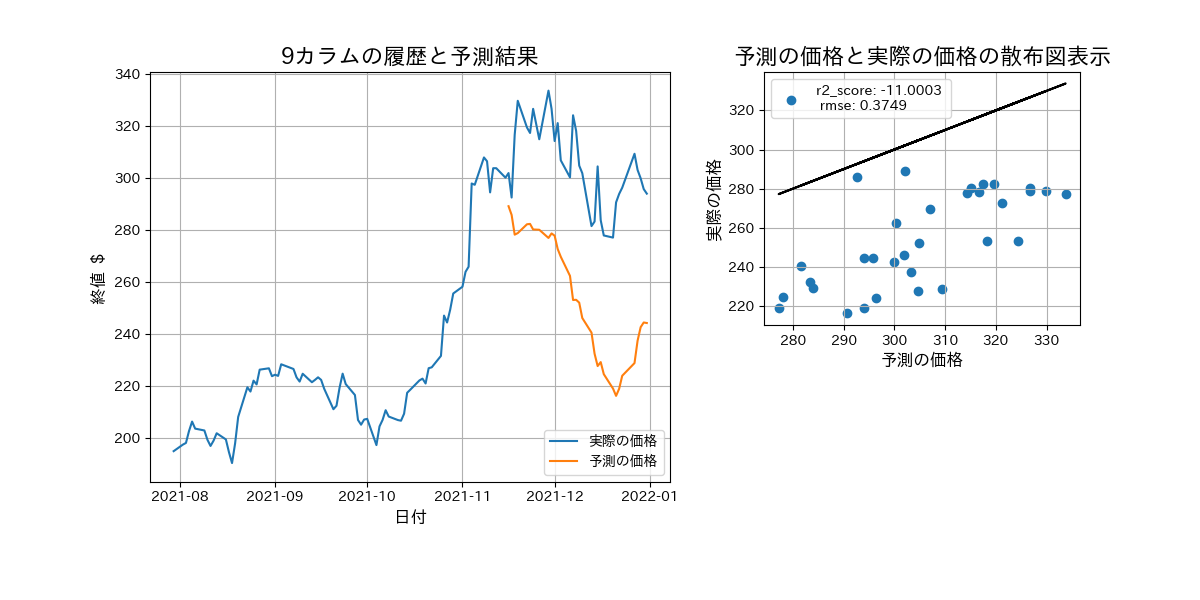 9カラムの履歴と予測結果
340
320
300
280
260
240
220
200
終値 $
2021-08
2021-09
2021-10
2021-11
2021-12
2022-01
日付
実際の価格
予測の価格
予測の価格と実際の価格の散布図表示
r2_score: -11.0003
rmse: 0.3749
320
300
280
260
240
220
実際の価格
280
290
300
310
320
330
予測の価格